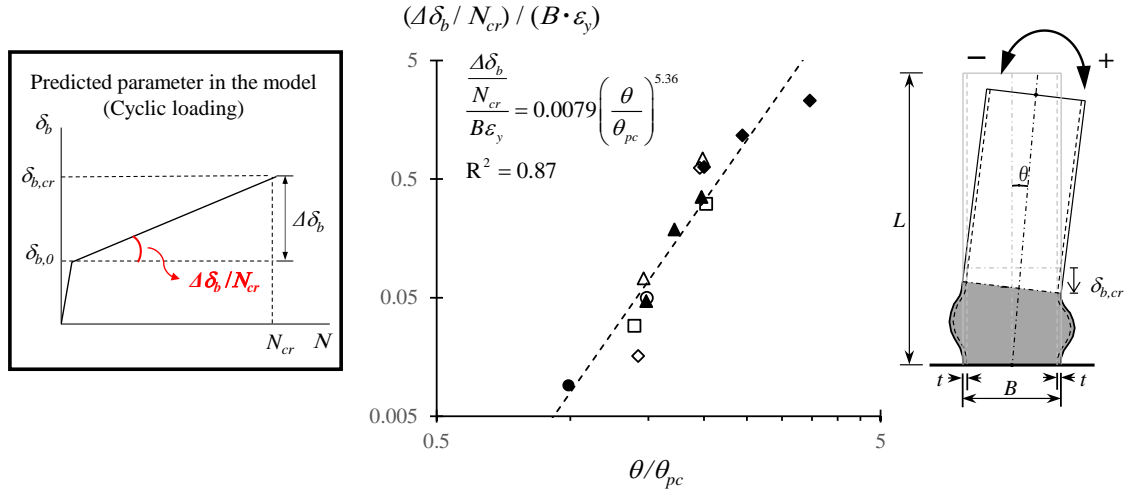 Predicted parameter in the model
(Cyclic loading)
δb
δb,cr
Δδb
δb,0
Δδb/Ncr
Ncr N
(Δδb / Ncr) / (B · εy)
5
0.5
0.05
0.005
0.5 5
Δδb / Ncr / Bεy = 0.0079(θ/θpc)^5.36
R² = 0.87
θ/θpc
− +
θ
L
δb,cr
t B t